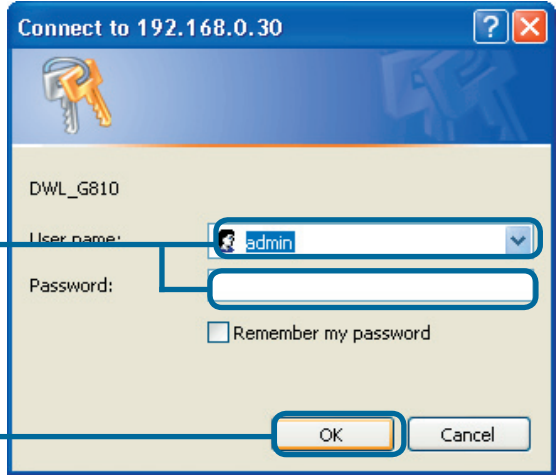 Connect to 192.168.0.30
DWL_G810
User name:
admin
Password:
Remember my password
OK
Cancel